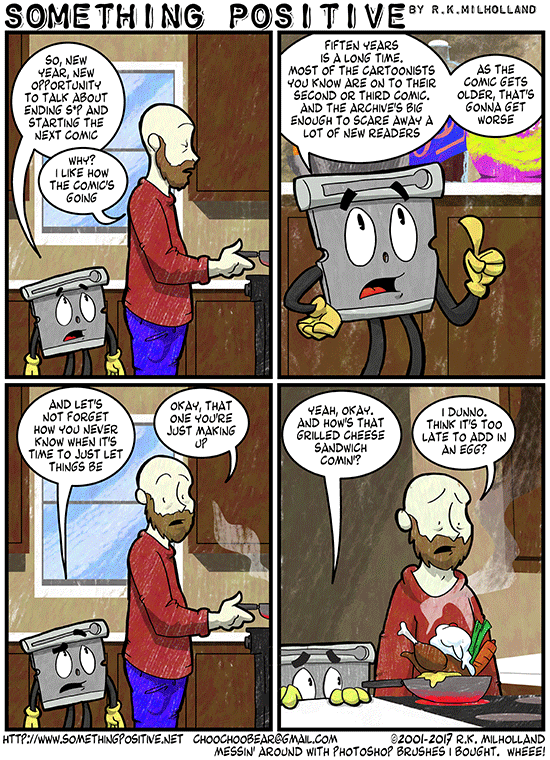 SOMETHING POSITIVE BY R.K.MILHOLLAND
SO, NEW
YEAR, NEW
OPPORTUNITY
TO TALK ABOUT
ENDING S*P AND
STARTING THE
NEXT COMIC
WHY?
I LIKE HOW
THE COMIC'S
GOING
FIFTEN YEARS
IS A LONG TIME.
MOST OF THE CARTOONISTS
YOU KNOW ARE ON TO THEIR
SECOND OR THIRD COMIC.
AND THE ARCHIVE'S BIG
ENOUGH TO SCARE AWAY A
LOT OF NEW READERS
AS THE
COMIC GETS
OLDER, THAT'S
GONNA GET
WORSE
AND LET'S
NOT FORGET
HOW YOU NEVER
KNOW WHEN IT'S
TIME TO JUST LET
THINGS BE
OKAY, THAT
ONE YOU'RE
JUST MAKING
UP
YEAH, OKAY.
AND HOW'S THAT
GRILLED CHEESE
SANDWICH
COMIN'?
I DUNNO.
THINK IT'S TOO
LATE TO ADD IN
AN EGG?
HTTP://WWW.SOMETHINGPOSITIVE.NET CHOOCHOOBEAR@GMAIL.COM ©2001-2017 R.K. MILHOLLAND
MESSIN' AROUND WITH PHOTOSHOP BRUSHES I BOUGHT. WHEEE!